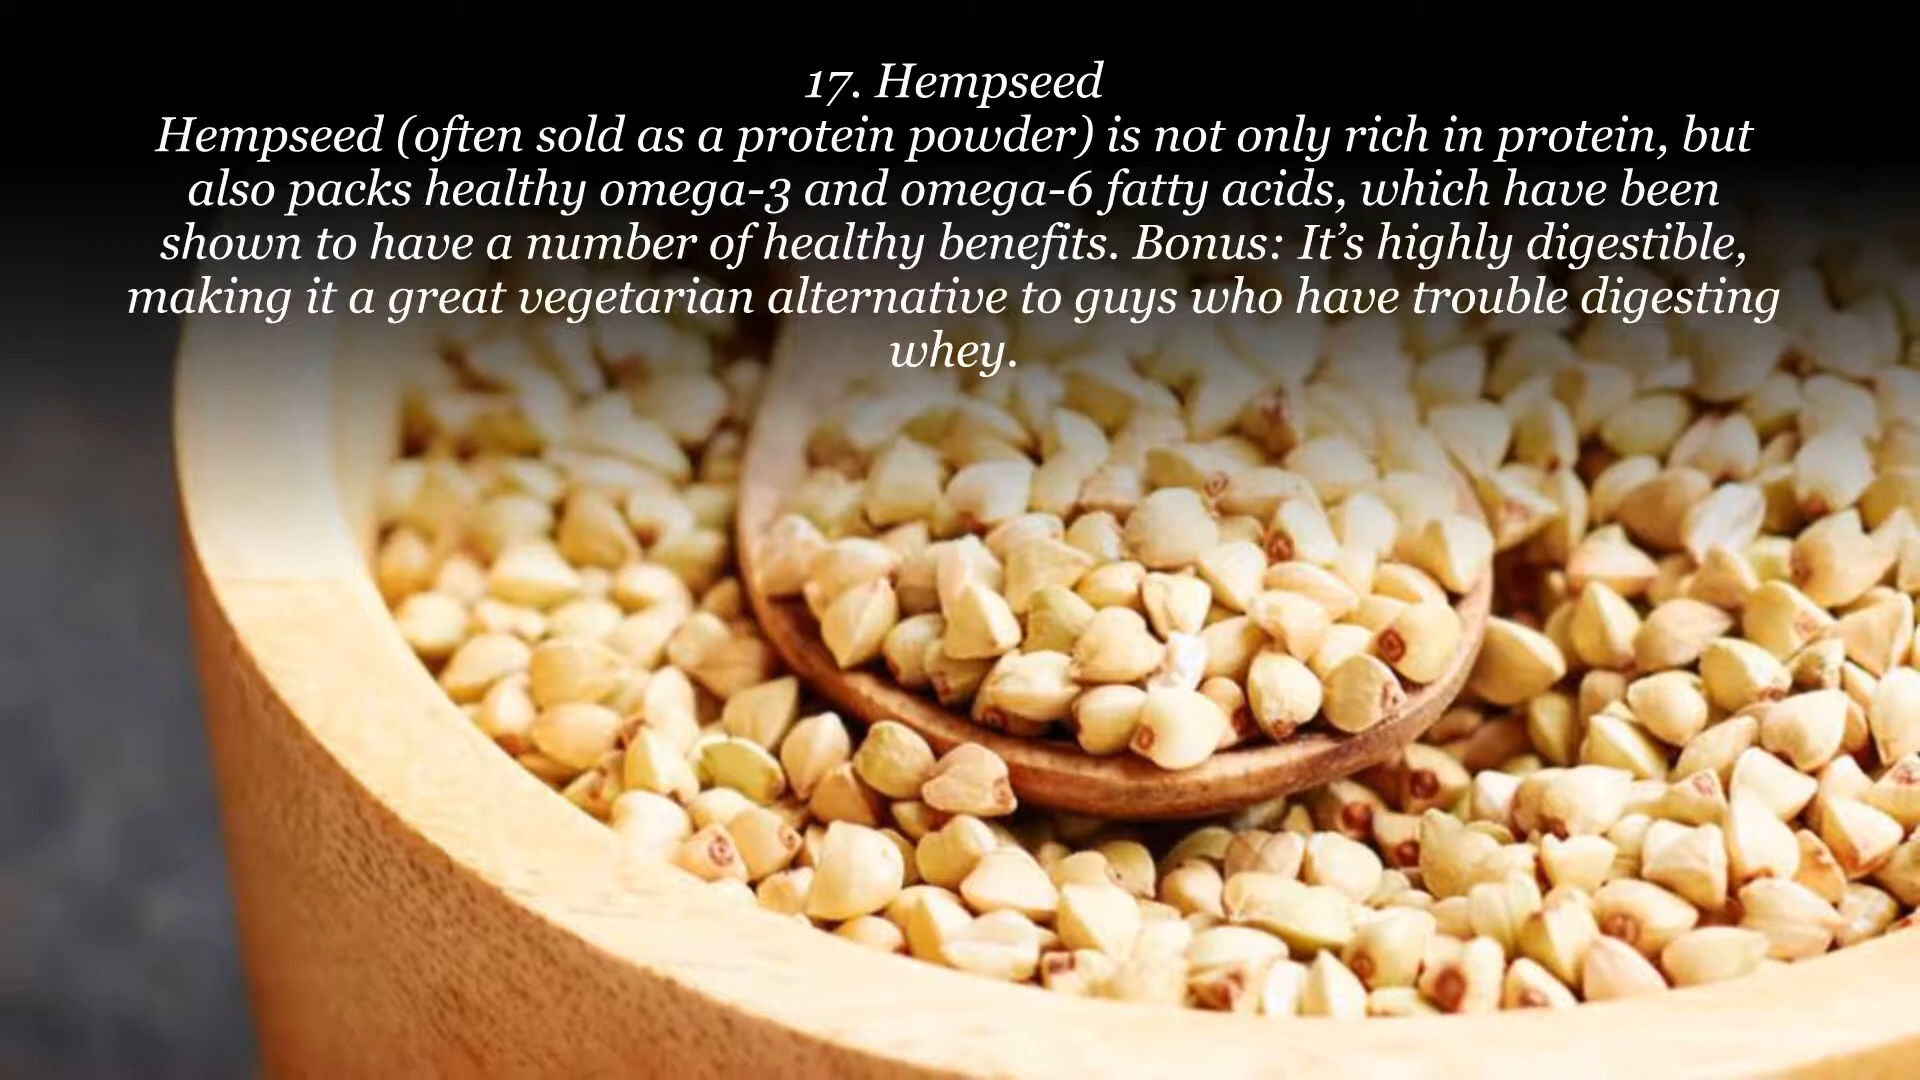 17. Hempseed
Hempseed (often sold as a protein powder) is not only rich in protein, but
also packs healthy omega-3 and omega-6 fatty acids, which have been
shown to have a number of healthy benefits. Bonus: It’s highly digestible,
making it a great vegetarian alternative to guys who have trouble digesting
whey.